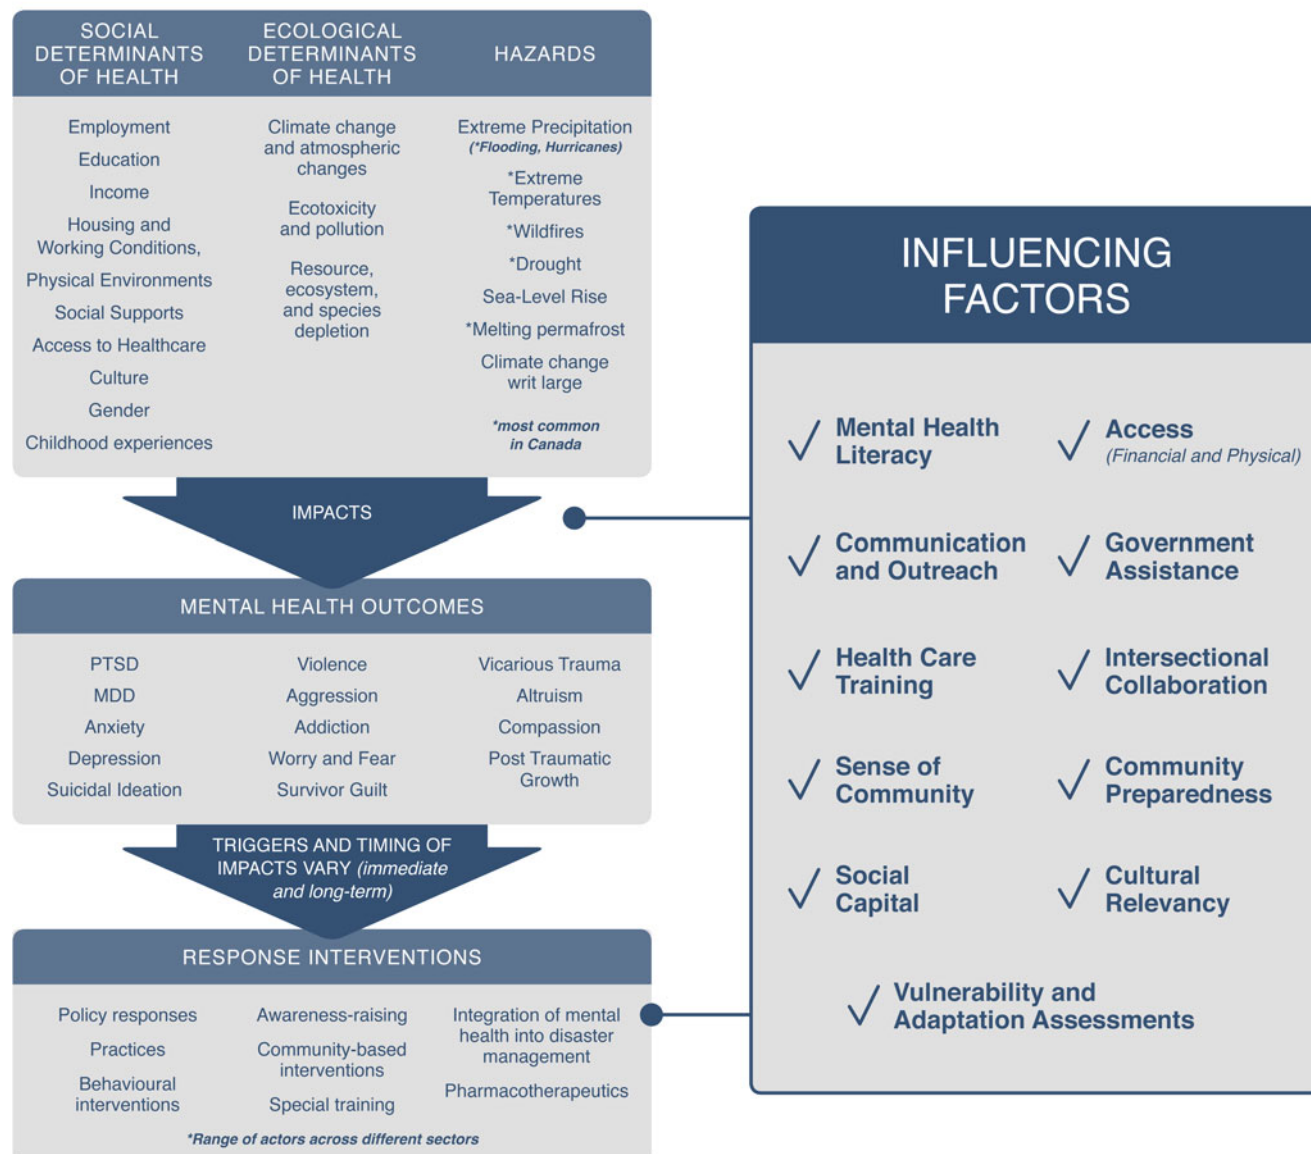 SOCIAL
DETERMINANTS
OF HEALTH
Employment
Education
Income
Housing and
Working Conditions,
Physical Environments
Social Supports
Access to Healthcare
Culture
Gender
Childhood experiences
ECOLOGICAL
DETERMINANTS
OF HEALTH
Climate change
and atmospheric
changes
Ecotoxicity
and pollution
Resource,
ecosystem,
and species
depletion
HAZARDS
Extreme Precipitation
(*Flooding, Hurricanes)
*Extreme
Temperatures
*Wildfires
*Drought
Sea-Level Rise
*Melting permafrost
Climate change
writ large
*most common
in Canada
IMPACTS
MENTAL HEALTH OUTCOMES
PTSD
MDD
Anxiety
Depression
Suicidal Ideation
Violence
Aggression
Addiction
Worry and Fear
Survivor Guilt
Vicarious Trauma
Altruism
Compassion
Post Traumatic
Growth
TRIGGERS AND TIMING OF
IMPACTS VARY (immediate
and long-term)
RESPONSE INTERVENTIONS
Policy responses
Practices
Behavioural
interventions
Awareness-raising
Community-based
interventions
Special training
Integration of mental
health into disaster
management
Pharmacotherapeutics
*Range of actors across different sectors
INFLUENCING
FACTORS
Mental Health
Literacy
Access
(Financial and Physical)
Communication
and Outreach
Government
Assistance
Health Care
Training
Intersectional
Collaboration
Sense of
Community
Community
Preparedness
Social
Capital
Cultural
Relevancy
Vulnerability and
Adaptation Assessments